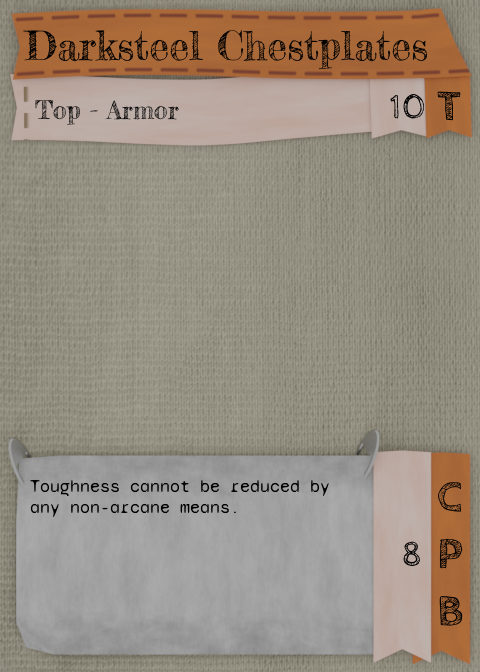 Darksteel Chestplates
Top - Armor
10 T
Toughness cannot be reduced by
any non-arcane means.
C
8 P
B